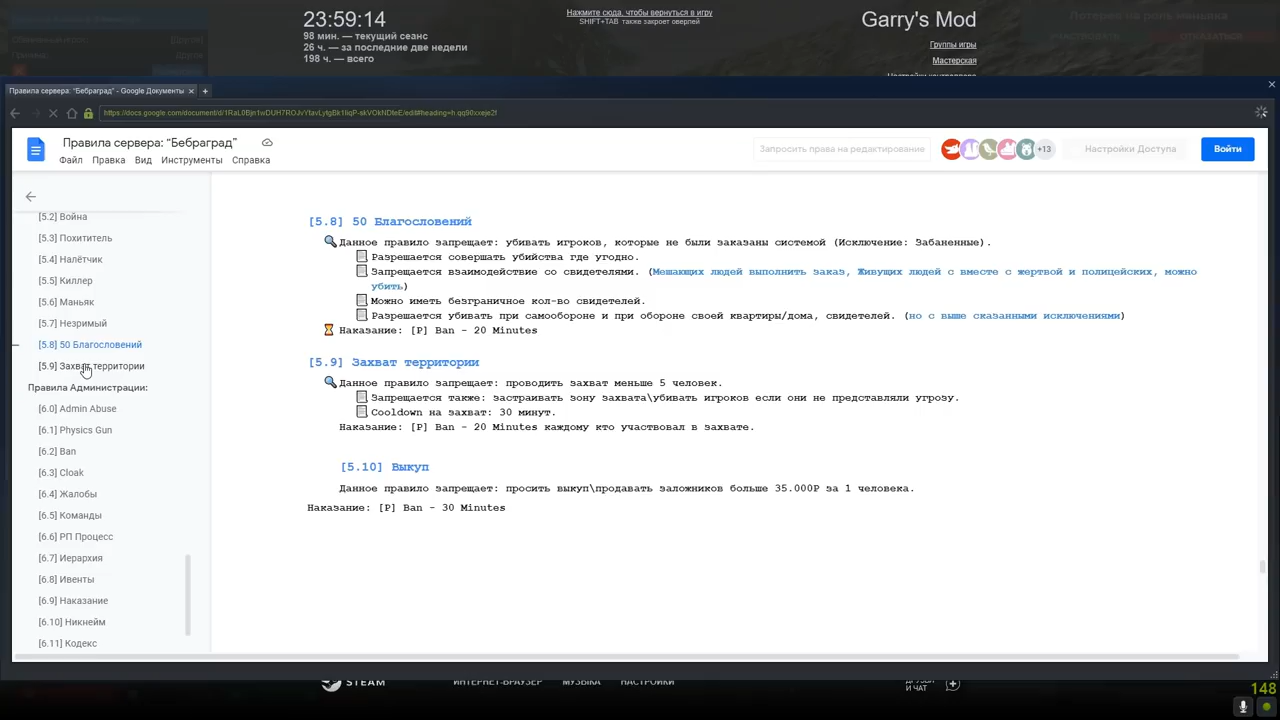 23:59:14
98 мин. — текущий сеанс
26 ч. — за последние две недели
198 ч. — всего
Нажмите сюда, чтобы вернуться в игру
SHIFT+TAB также закроет оверлей
Garry's Mod
Группы игры
Мастерская
Правила сервера: "Бебраград" - Google Документы
Правила сервера: “Бебраград”
Файл Правка Вид Инструменты Справка
Запросить права на редактирование
+13
Настройки Доступа
Войти
[5.2] Война
[5.3] Похититель
[5.4] Налётчик
[5.5] Киллер
[5.6] Маньяк
[5.7] Незримый
[5.8] 50 Благословений
[5.9] Захват территории
Правила Администрации:
[6.0] Admin Abuse
[6.1] Physics Gun
[6.2] Ban
[6.3] Cloak
[6.4] Жалобы
[6.5] Команды
[6.6] РП Процесс
[6.7] Иерархия
[6.8] Ивенты
[6.9] Наказание
[6.10] Никнейм
[6.11] Кодекс
[5.8] 50 Благословений
Данное правило запрещает: убивать игроков, которые не были заказаны системой (Исключение: Забаненные).
Разрешается совершать убийства где угодно.
Запрещается взаимодействие со свидетелями. (Мешающих людей выполнить заказ, Живущих людей с вместе с жертвой и полицейских, можно
убить)
Можно иметь безграничное кол-во свидетелей.
Разрешается убивать при самообороне и при обороне своей квартиры/дома, свидетелей. (но с выше сказанными исключениями)
Наказание: [P] Ban - 20 Minutes
[5.9] Захват территории
Данное правило запрещает: проводить захват меньше 5 человек.
Запрещается также: застраивать зону захвата\убивать игроков если они не представляли угрозу.
Cooldown на захват: 30 минут.
Наказание: [P] Ban - 20 Minutes каждому кто участвовал в захвате.
[5.10] Выкуп
Данное правило запрещает: просить выкуп\продавать заложников больше 35.000Р за 1 человека.
Наказание: [P] Ban - 30 Minutes
STEAM
ИНТЕРНЕТ-БРАУЗЕР
МУЗЫКА
НАСТРОЙКИ
И ЧАТ
148